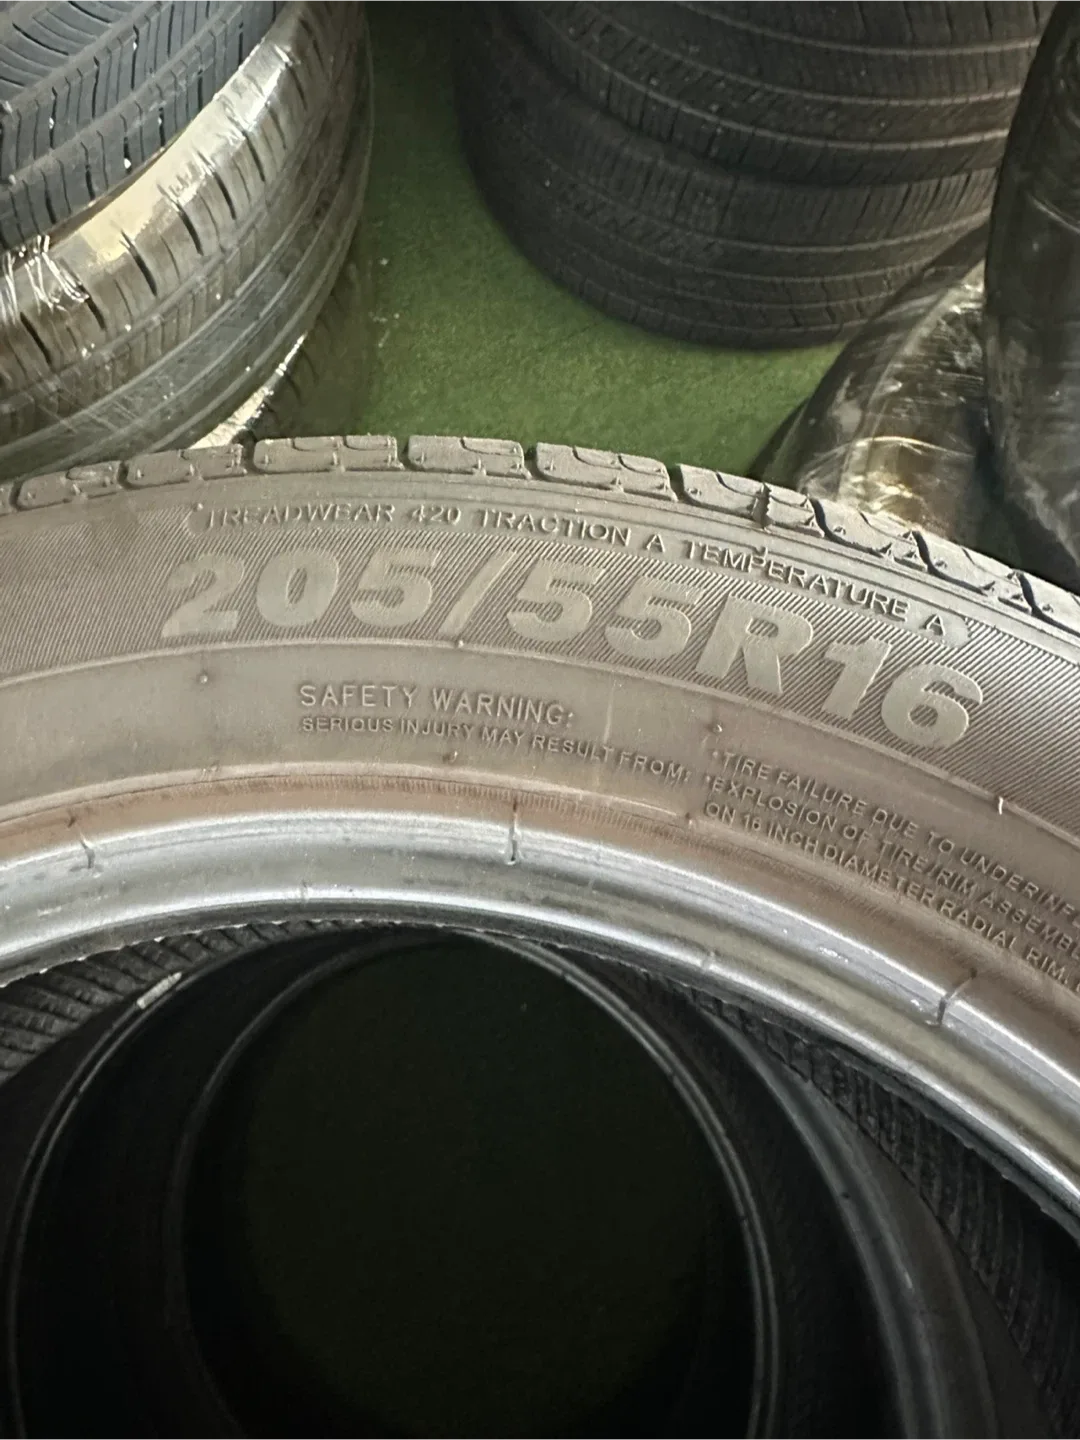 TREADWEAR 420 TRACTION A TEMPERATURE A
205/55R16
SAFETY WARNING:
SERIOUS INJURY MAY RESULT FROM:
*TIRE FAILURE DUE TO
*EXPLOSION OF TIRE/RIM
ON 16 INCH DIAMETER RADIAL RIM.